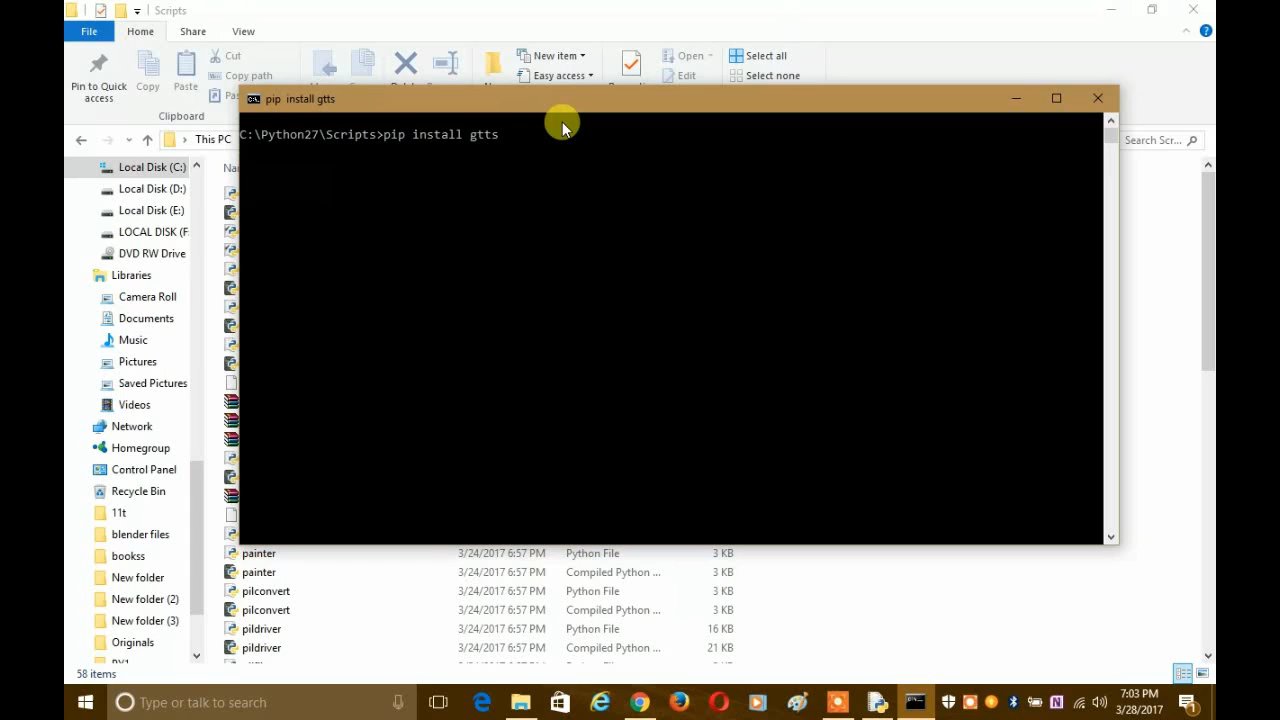 Scripts
File
Home
Share
View
Pin to Quick access
Copy
Paste
Cut
Copy path
Clipboard
New item
Easy access
Open
Edit
Select all
Select none
pip install gtts
C:\Python27\Scripts>pip install gtts
This PC
Search Scr...
Local Disk (C:)
Local Disk (D:)
Local Disk (E:)
LOCAL DISK (F:
DVD RW Drive
Libraries
Camera Roll
Documents
Music
Pictures
Saved Pictures
Videos
Network
Homegroup
Control Panel
Recycle Bin
11t
blender files
bookss
New folder
New folder (2)
New folder (3)
Originals
painter 3/24/2017 6:57 PM Python File 3 KB
painter 3/24/2017 6:57 PM Compiled Python ... 3 KB
pilconvert 3/24/2017 6:57 PM Python File 3 KB
pilconvert 3/24/2017 6:57 PM Compiled Python ... 3 KB
pildriver 3/24/2017 6:57 PM Python File 16 KB
pildriver 3/24/2017 6:57 PM Compiled Python ... 21 KB
58 items
Type or talk to search
7:03 PM
3/28/2017